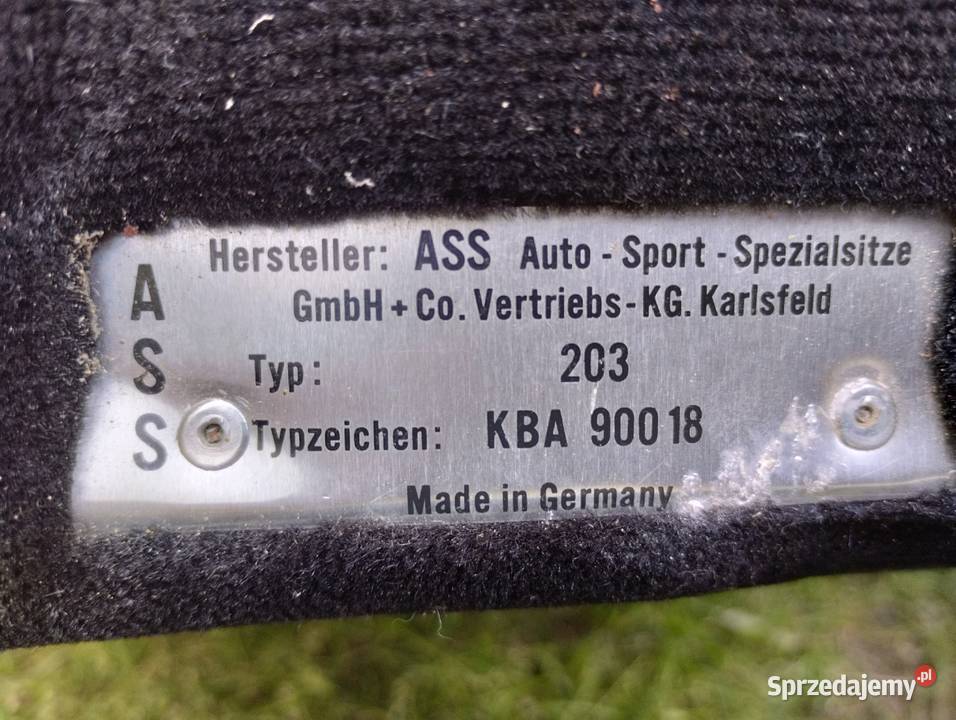 Hersteller: ASS Auto - Sport - Spezialsitze
GmbH + Co. Vertriebs - KG. Karlsfeld
Typ: 203
Typzeichen: KBA 90018
Made in Germany
A
S
S
Sprzedajemy.pl